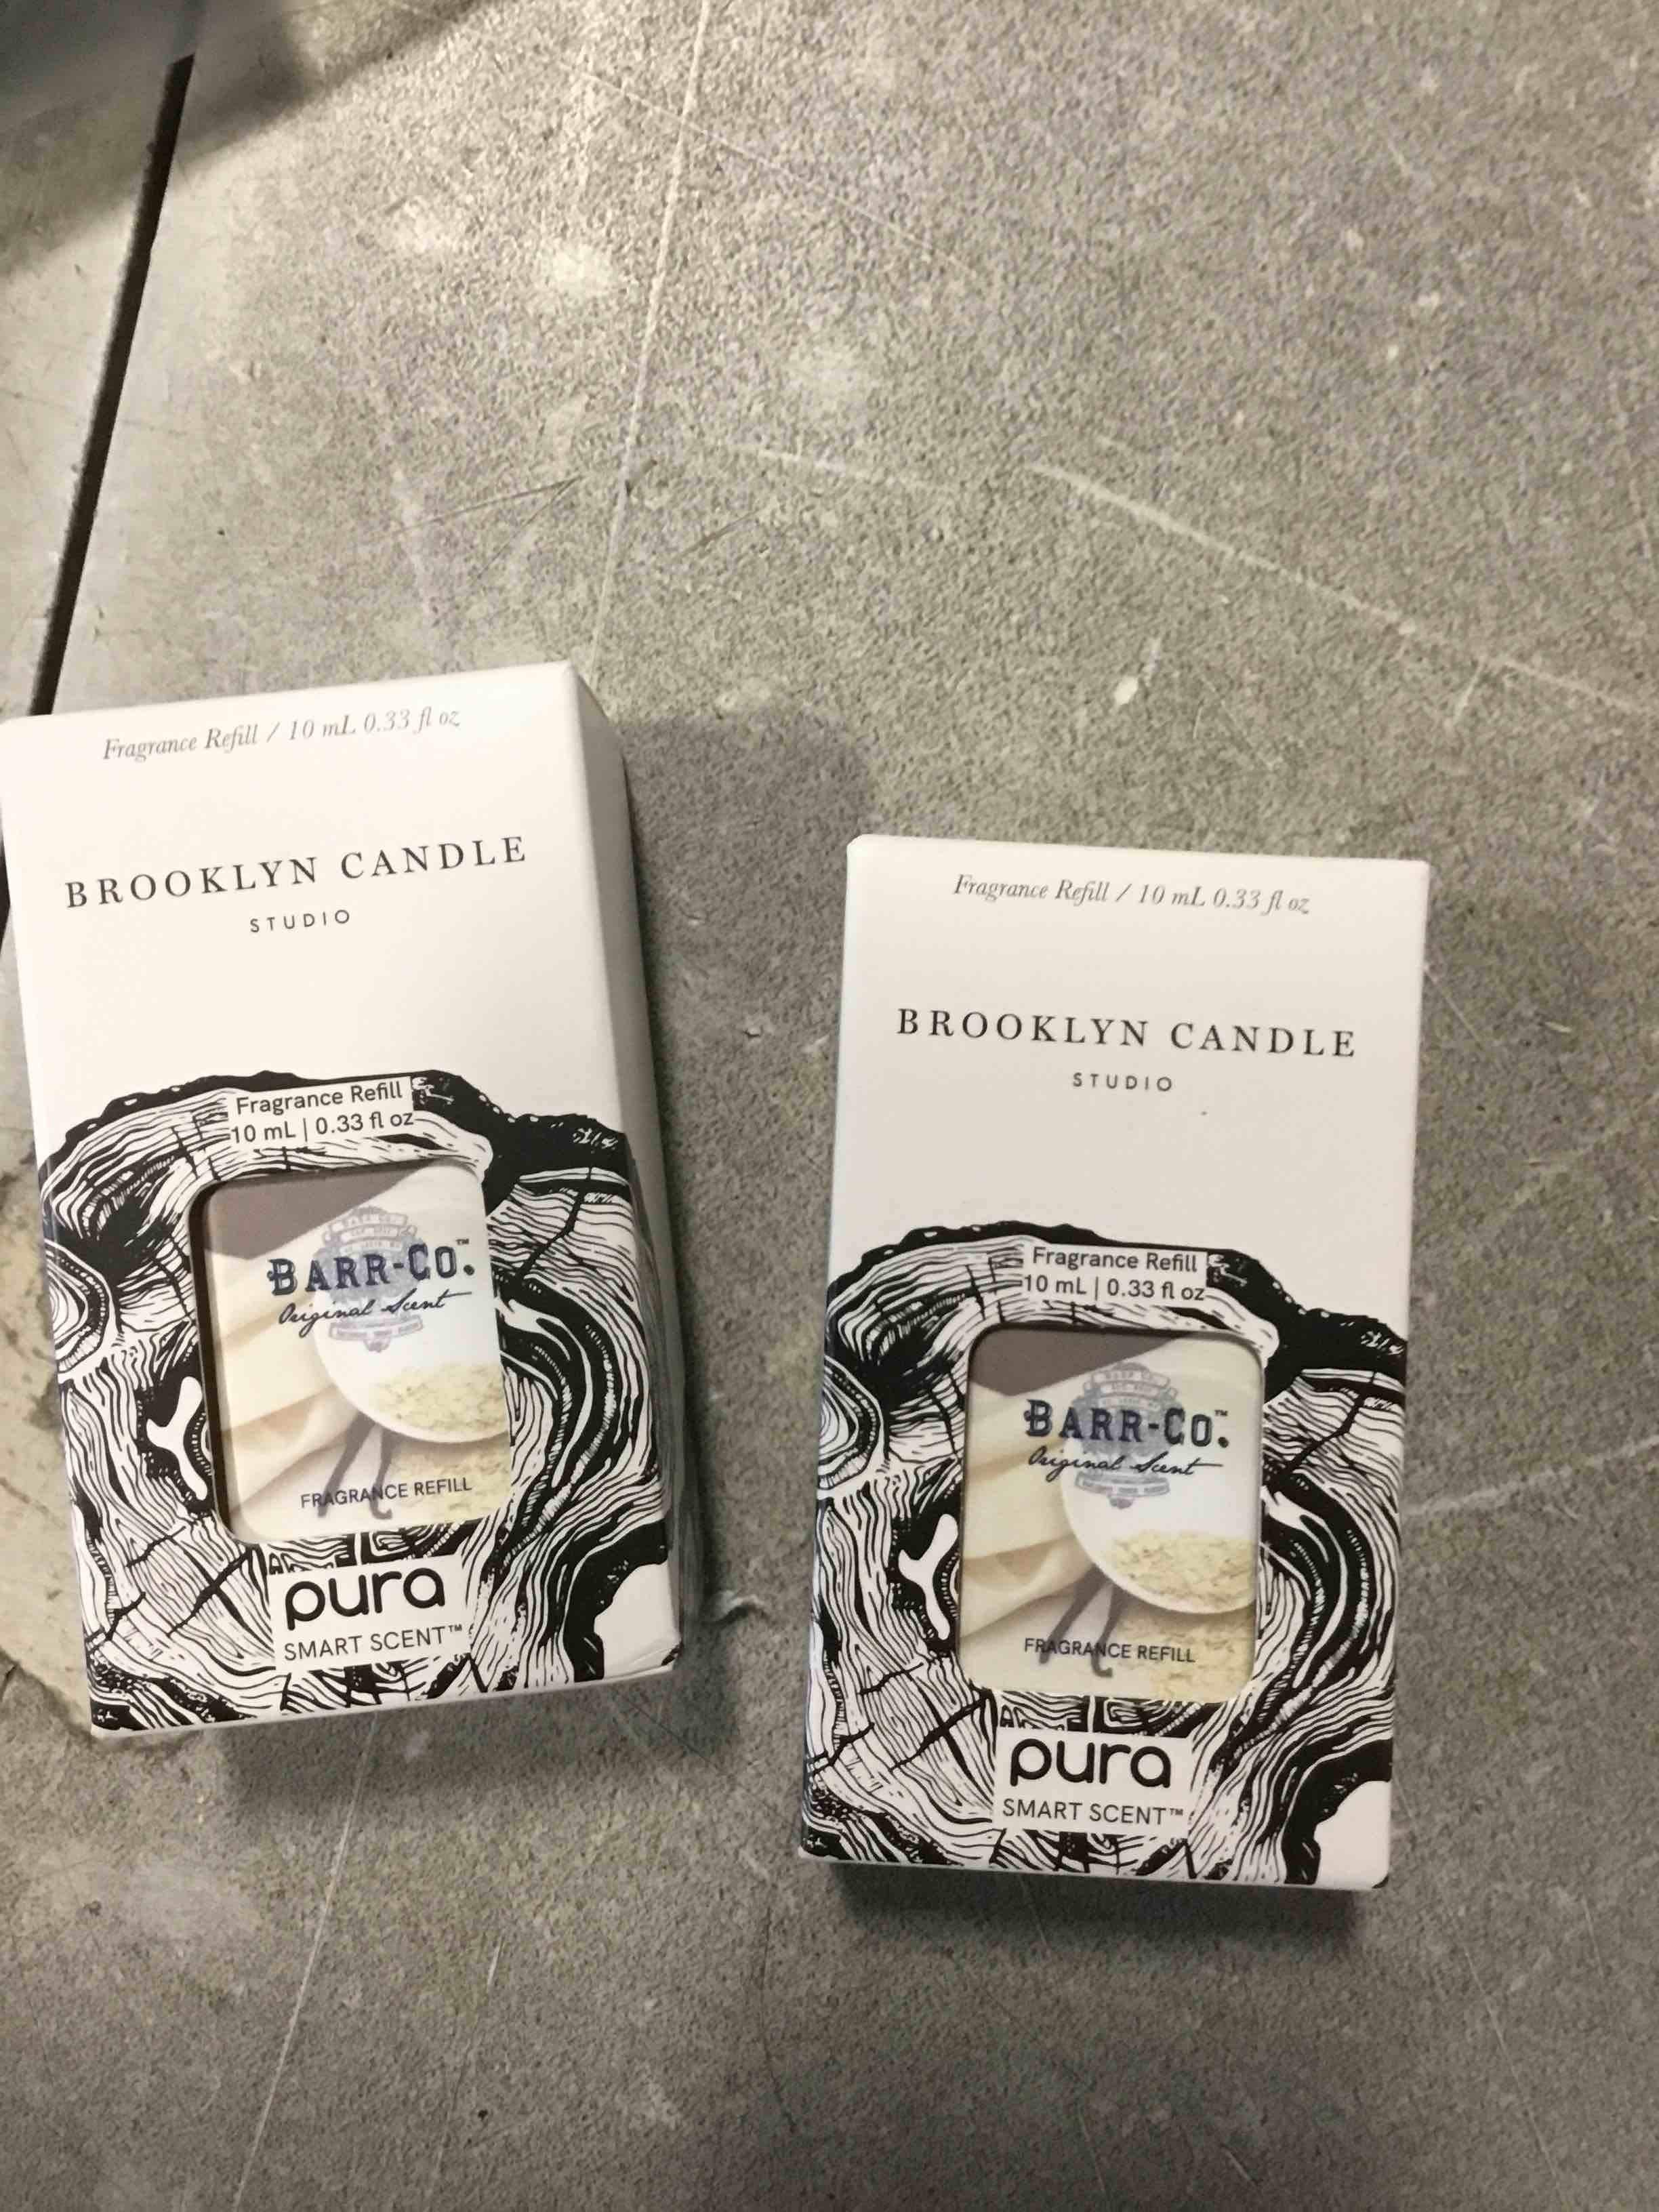 Fragrance Refill / 10 mL 0.33 fl oz
BROOKLYN CANDLE
STUDIO
Fragrance Refill
10 mL | 0.33 fl oz
BARR-CO.™
Original Scent
FRAGRANCE REFILL
pura
SMART SCENT™
Fragrance Refill / 10 mL 0.33 fl oz
BROOKLYN CANDLE
STUDIO
Fragrance Refill
10 mL | 0.33 fl oz
BARR-CO.™
Original Scent
FRAGRANCE REFILL
pura
SMART SCENT™